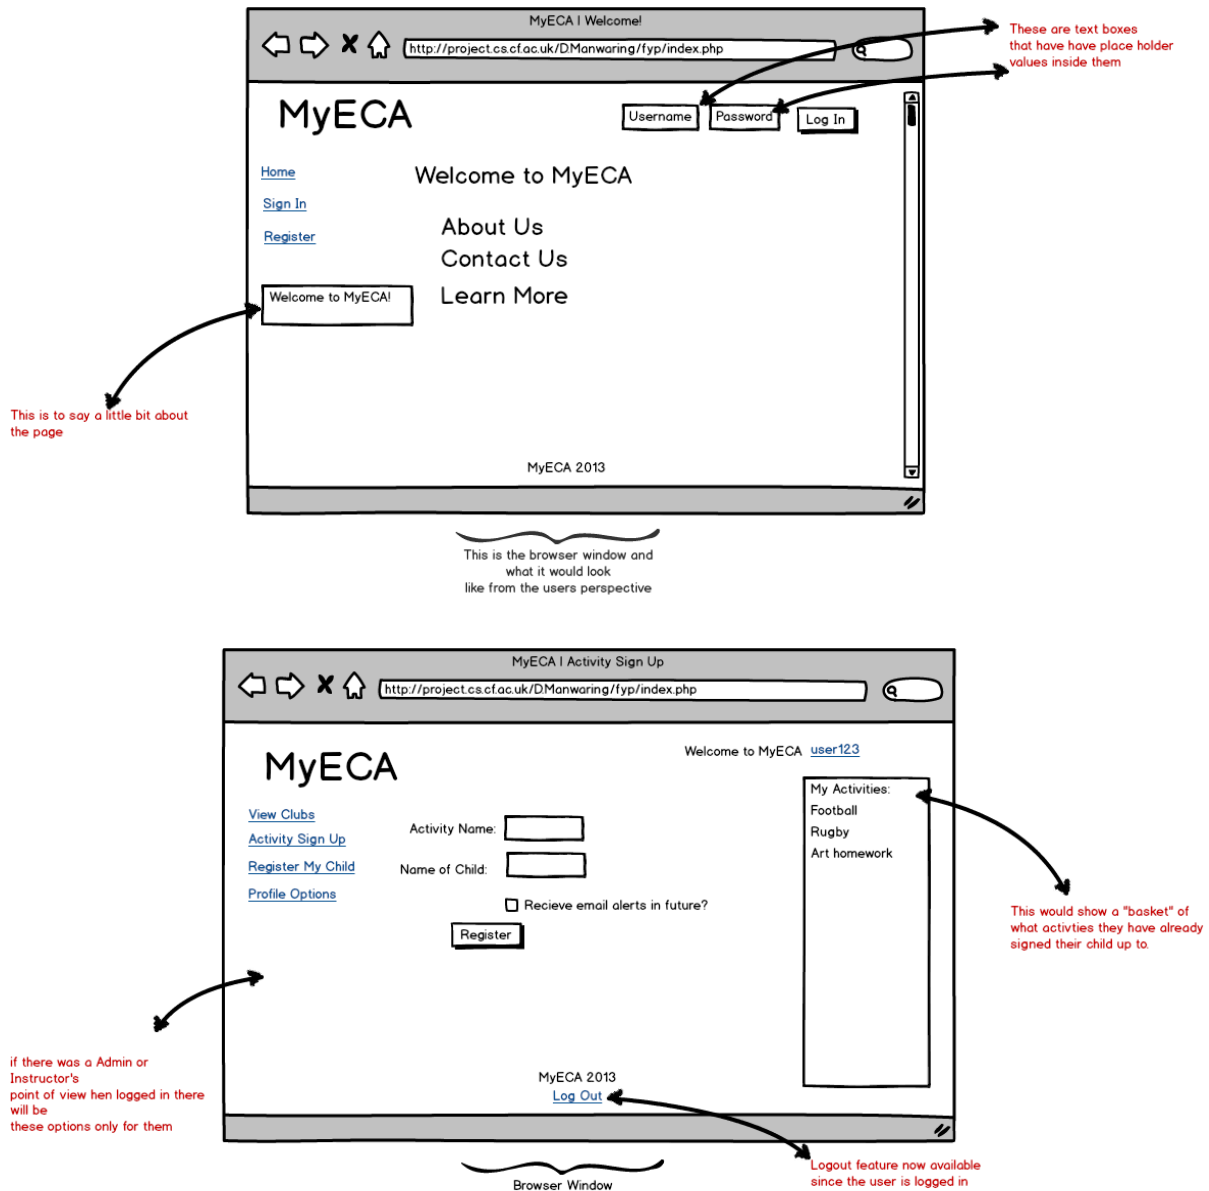 MyECA | Welcome!
http://project.cs.cf.ac.uk/D.Manwaring/fyp/index.php
These are text boxes
that have have place holder
values inside them
MyECA
Username
Password
Log In
Home
Sign In
Register
Welcome to MyECA
About Us
Contact Us
Learn More
Welcome to MyECA!
This is to say a little bit about
the page
MyECA 2013
This is the browser window and
what it would look
like from the users perspective
MyECA | Activity Sign Up
http://project.cs.cf.ac.uk/D.Manwaring/fyp/index.php
MyECA
Welcome to MyECA user123
View Clubs
Activity Sign Up
Register My Child
Profile Options
Activity Name:
Name of Child:
Recieve email alerts in future?
Register
My Activities:
Football
Rugby
Art homework
This would show a "basket" of
what activties they have already
signed their child up to.
if there was a Admin or
Instructor's
point of view hen logged in there
will be
these options only for them
MyECA 2013
Log Out
Logout feature now available
since the user is logged in
Browser Window